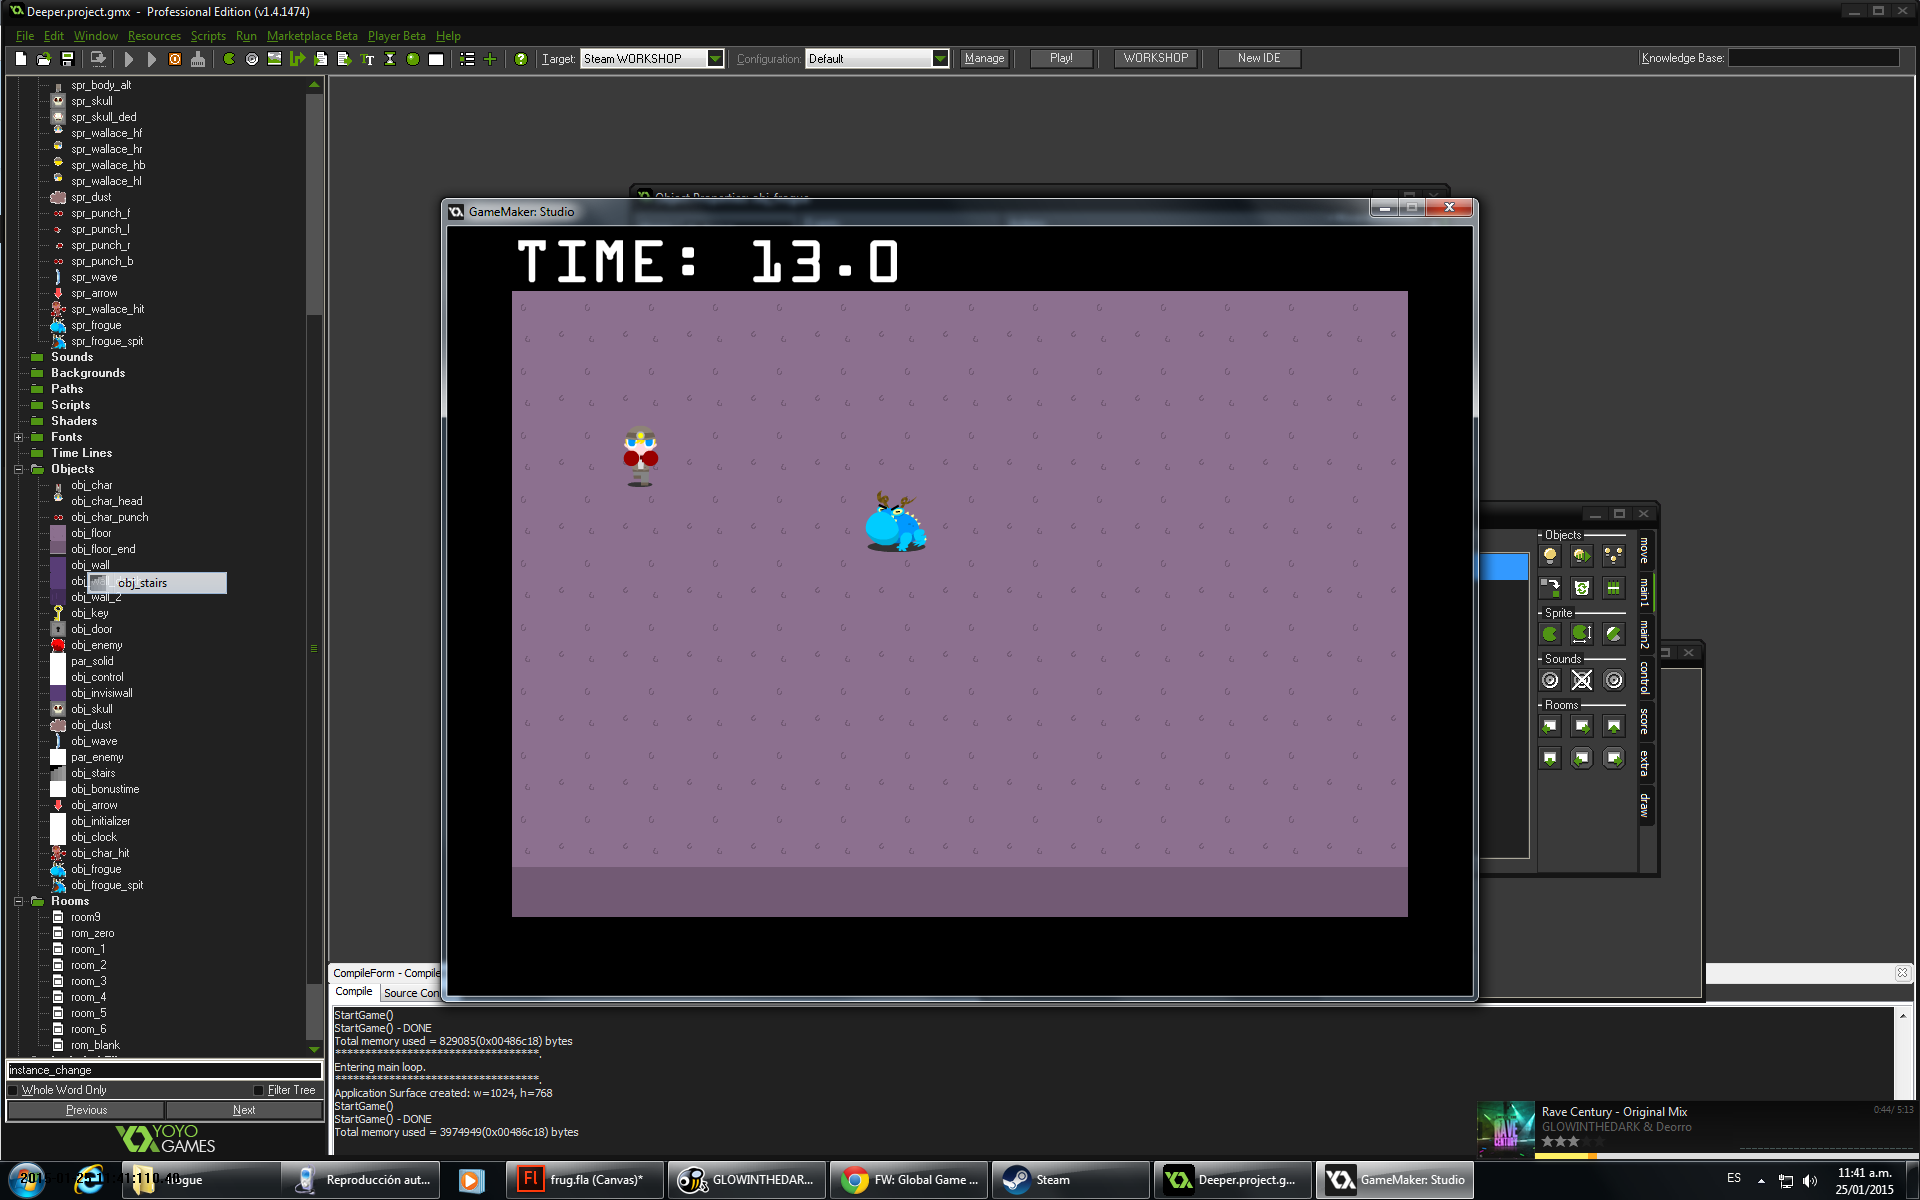 Deeper.project.gmx - Professional Edition (v1.4.1474)
File Edit Window Resources Scripts Run Marketplace Beta Player Beta Help
Target: Steam WORKSHOP Configuration: Default Manage Play! WORKSHOP New IDE Knowledge Base:
spr_body_alt
spr_skull
spr_skull_ded
spr_wallace_hf
spr_wallace_hr
spr_wallace_hb
spr_wallace_hl
spr_dust
spr_punch_f
spr_punch_l
spr_punch_r
spr_punch_b
spr_wave
spr_arrow
spr_wallace_hit
spr_frogue
spr_frogue_spit
Sounds
Backgrounds
Paths
Scripts
Shaders
Fonts
Time Lines
Objects
obj_char
obj_char_head
obj_char_punch
obj_floor
obj_floor_end
obj_wall
obj_stairs
obj_wall_2
obj_key
obj_door
obj_enemy
par_solid
obj_control
obj_invisiwall
obj_skull
obj_dust
obj_wave
par_enemy
obj_stairs
obj_bonustime
obj_arrow
obj_initializer
obj_clock
obj_char_hit
obj_frogue
obj_frogue_spit
Rooms
room9
rom_zero
room_1
room_2
room_3
room_4
room_5
room_6
rom_blank
instance_change
Whole Word Only Filter Tree
Previous Next
YOYO
GAMES
Object Properties: obj_frogue
GameMaker: Studio
TIME: 13.0
Objects
Sprite
Sounds
Rooms
move
main1
main2
control
score
extra
draw
CompileForm - Compile
Compile Source Con
StartGame()
StartGame() - DONE
Total memory used = 829085(0x00486c18) bytes
**********************************.
Entering main loop.
**********************************.
Application Surface created: w=1024, h=768
StartGame()
StartGame() - DONE
Total memory used = 3974949(0x00486c18) bytes
Rave Century - Original Mix 0:44/ 5:13
GLOWINTHEDARK & Deorro
RAVE
CENTURY
Reproducción aut...
frug.fla (Canvas)*
GLOWINTHEDAR...
FW: Global Game ...
Steam
Deeper.project.g...
GameMaker: Studio
ES
11:41 a.m.
25/01/2015